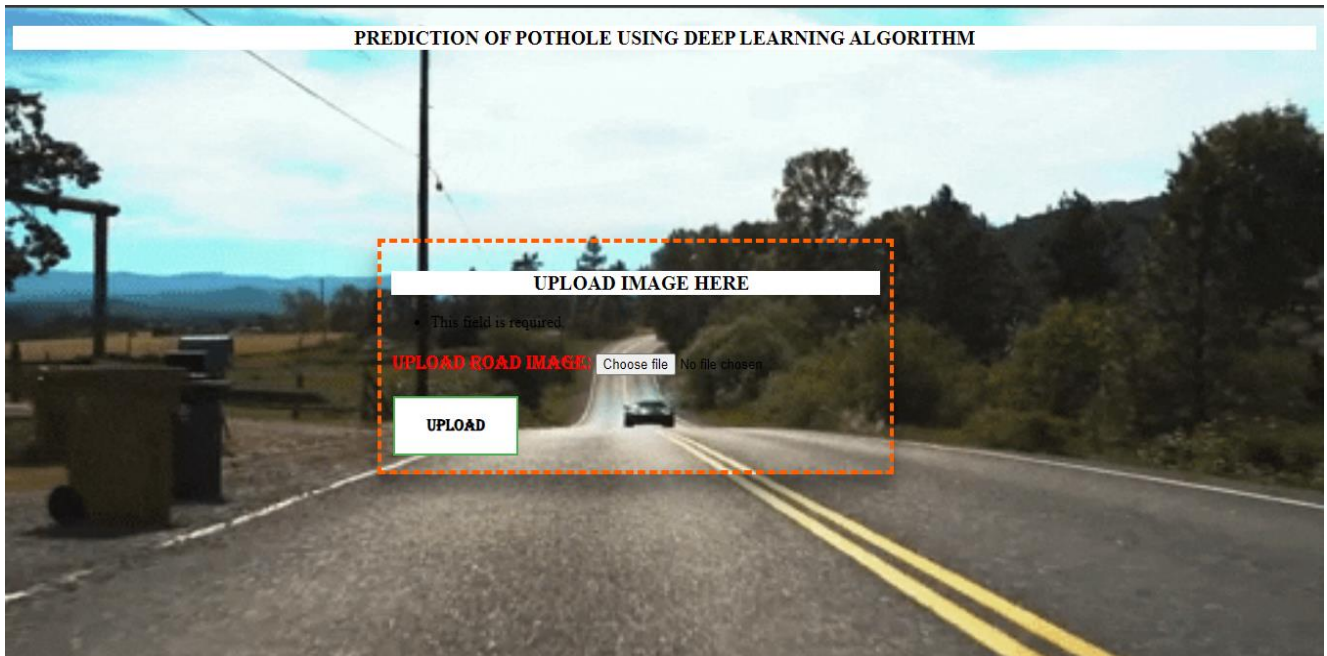 PREDICTION OF POTHOLE USING DEEP LEARNING ALGORITHM
UPLOAD IMAGE HERE
• This field is required.
UPLOAD ROAD IMAGE: Choose file No file chosen
UPLOAD